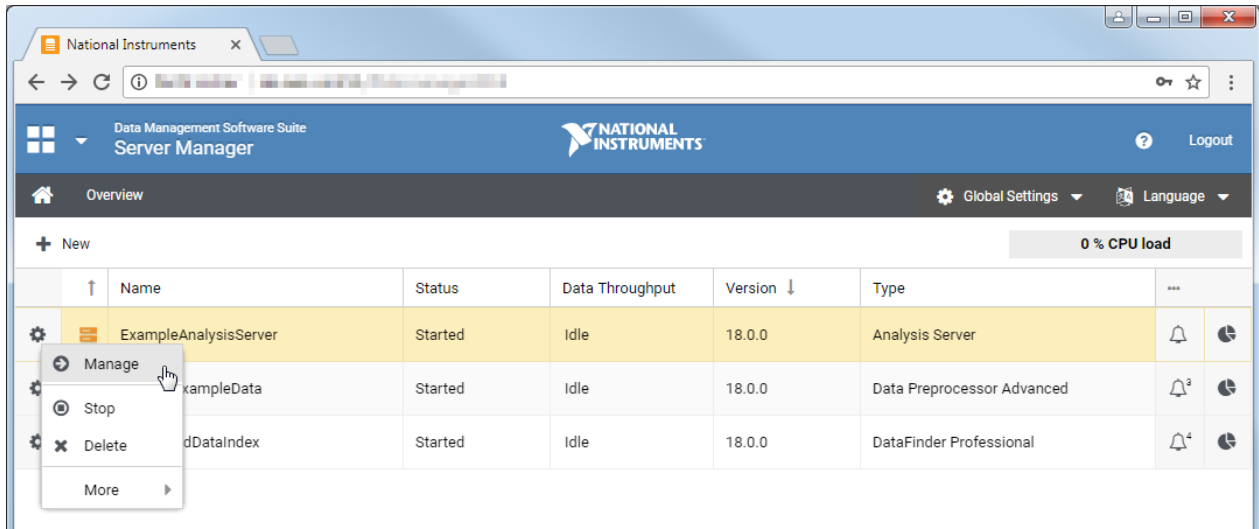 National Instruments
Data Management Software Suite
Server Manager
NATIONAL INSTRUMENTS
? Logout
Overview Global Settings Language
+ New 0 % CPU load
Name Status Data Throughput Version Type
ExampleAnalysisServer Started Idle 18.0.0 Analysis Server
Manage
xampleData Started Idle 18.0.0 Data Preprocessor Advanced 3
Stop
Delete
dDataIndex Started Idle 18.0.0 DataFinder Professional 4
More